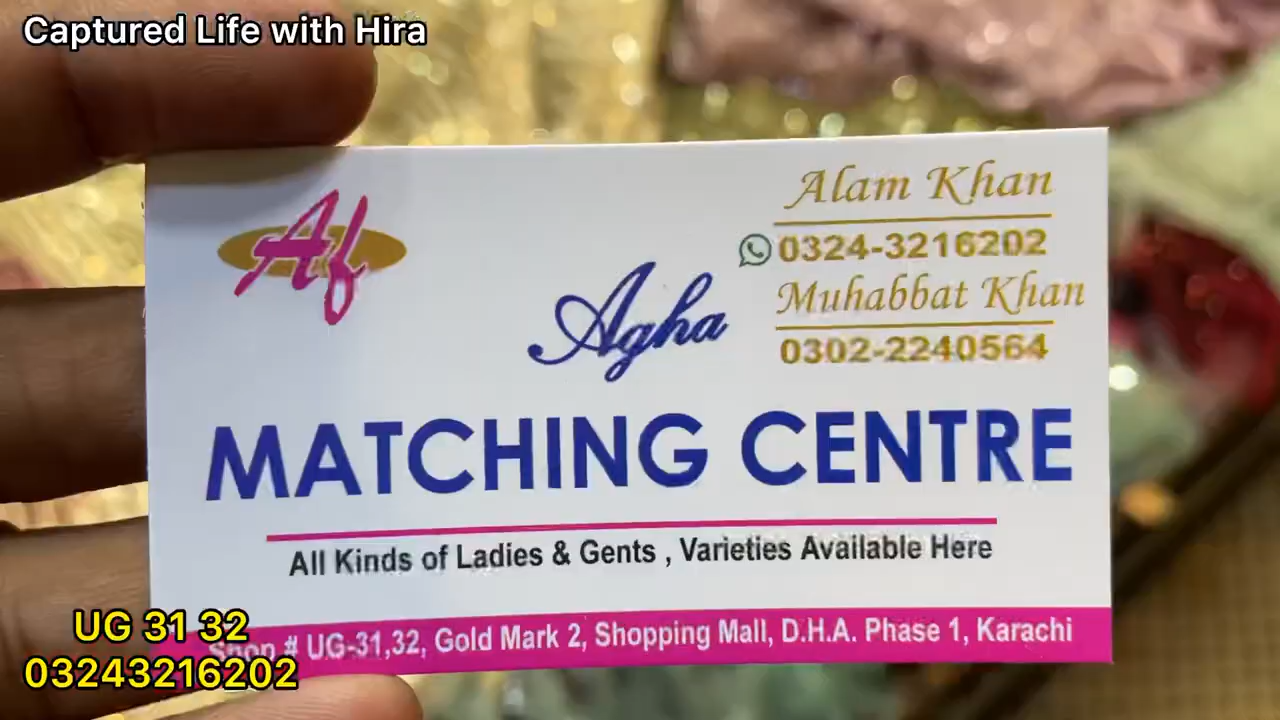 Captured Life with Hira
Af
Alam Khan
0324-3216202
Muhabbat Khan
0302-2240564
Agha
MATCHING CENTRE
All Kinds of Ladies & Gents , Varieties Available Here
Shop # UG-31,32, Gold Mark 2, Shopping Mall, D.H.A. Phase 1, Karachi
UG 31 32
03243216202